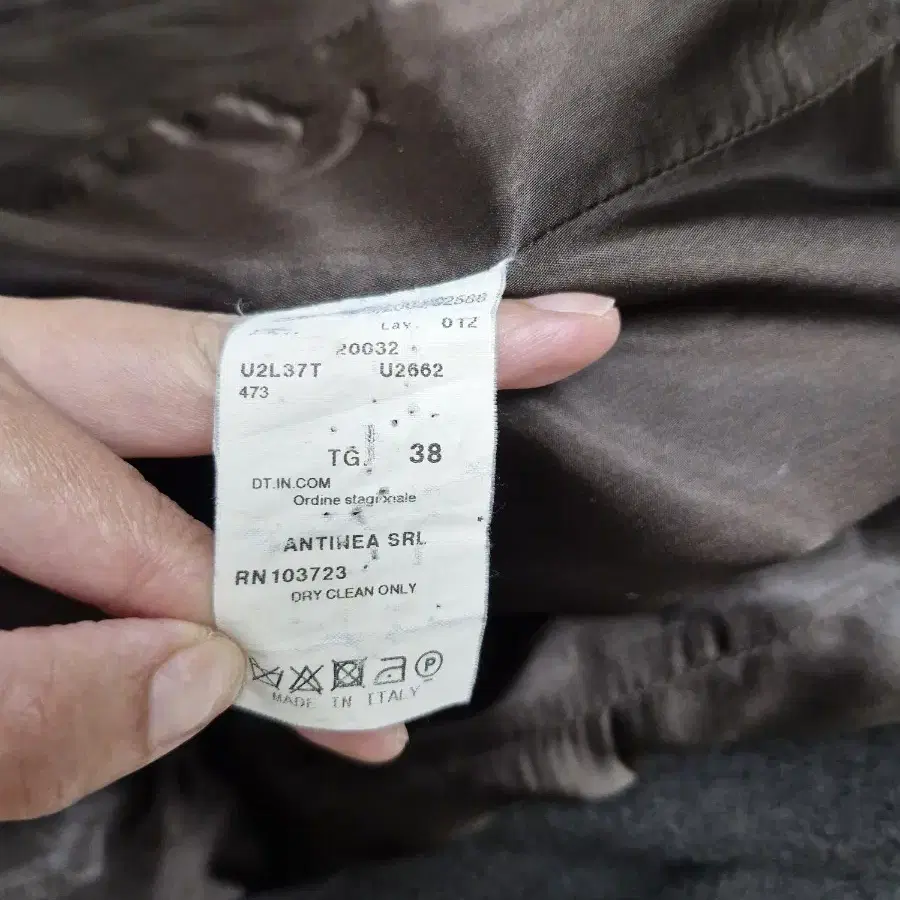 Lav. 012
20032
U2L37T U2662
473
TG. 38
DT.IN.COM
Ordine stagionale
ANTINEA SRL
RN 103723
DRY CLEAN ONLY
P
MADE IN ITALY